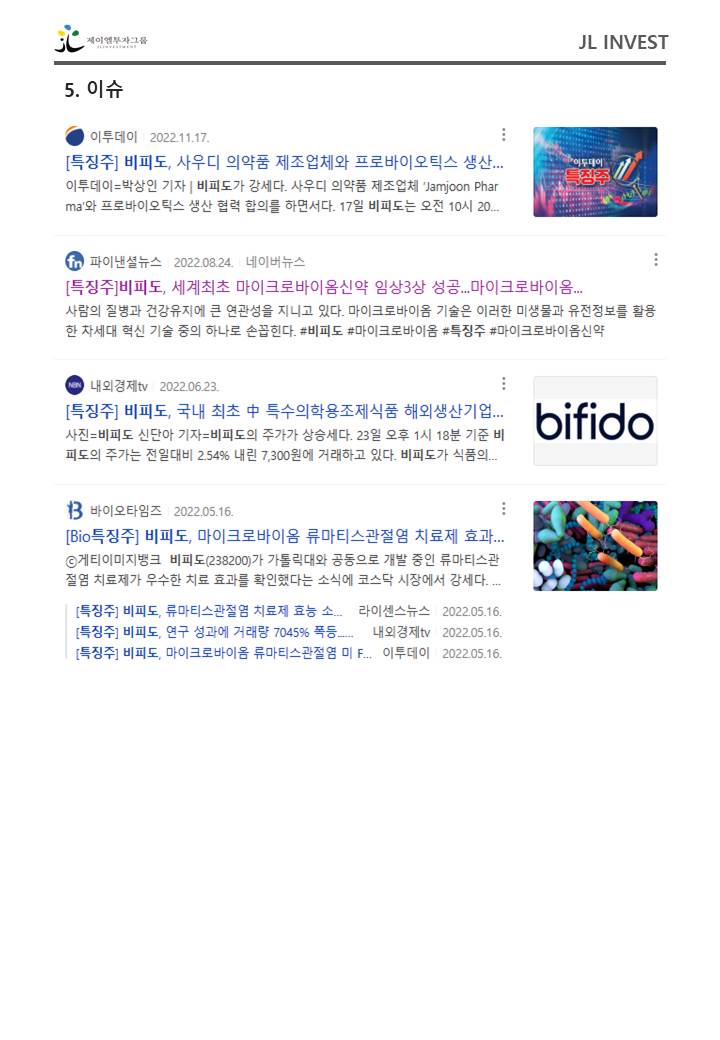 제이엘투자그룹
JLINVESTMENT
JL INVEST
5. 이슈
이투데이 2022.11.17.
[특징주] 비피도, 사우디 의약품 제조업체와 프로바이오틱스 생산...
이투데이=박상인 기자 | 비피도가 강세다. 사우디 의약품 제조업체 ‘Jamjoon Phar
ma’와 프로바이오틱스 생산 협력 합의를 하면서다. 17일 비피도는 오전 10시 20...
이투데이
특징주
파이낸셜뉴스 2022.08.24. 네이버뉴스
[특징주]비피도, 세계최초 마이크로바이옴신약 임상3상 성공...마이크로바이옴...
사람의 질병과 건강유지에 큰 연관성을 지니고 있다. 마이크로바이옴 기술은 이러한 미생물과 유전정보를 활용
한 차세대 혁신 기술 중의 하나로 손꼽힌다. #비피도 #마이크로바이옴 #특징주 #마이크로바이옴신약
NBN 내외경제tv 2022.06.23.
[특징주] 비피도, 국내 최초 中 특수의학용조제식품 해외생산기업...
사진=비피도 신단아 기자=비피도의 주가가 상승세다. 23일 오후 1시 18분 기준 비
피도의 주가는 전일대비 2.54% 내린 7,300원에 거래하고 있다. 비피도가 식품의...
bifido
바이오타임즈 2022.05.16.
[Bio특징주] 비피도, 마이크로바이옴 류마티스관절염 치료제 효과...
ⓒ게티이미지뱅크 비피도(238200)가 가톨릭대와 공동으로 개발 중인 류마티스관
절염 치료제가 우수한 치료 효과를 확인했다는 소식에 코스닥 시장에서 강세다. ...
[특징주] 비피도, 류마티스관절염 치료제 효능 소... 라이센스뉴스 2022.05.16.
[특징주] 비피도, 연구 성과에 거래량 7045% 폭등...... 내외경제tv 2022.05.16.
[특징주] 비피도, 마이크로바이옴 류마티스관절염 미 F... 이투데이 2022.05.16.